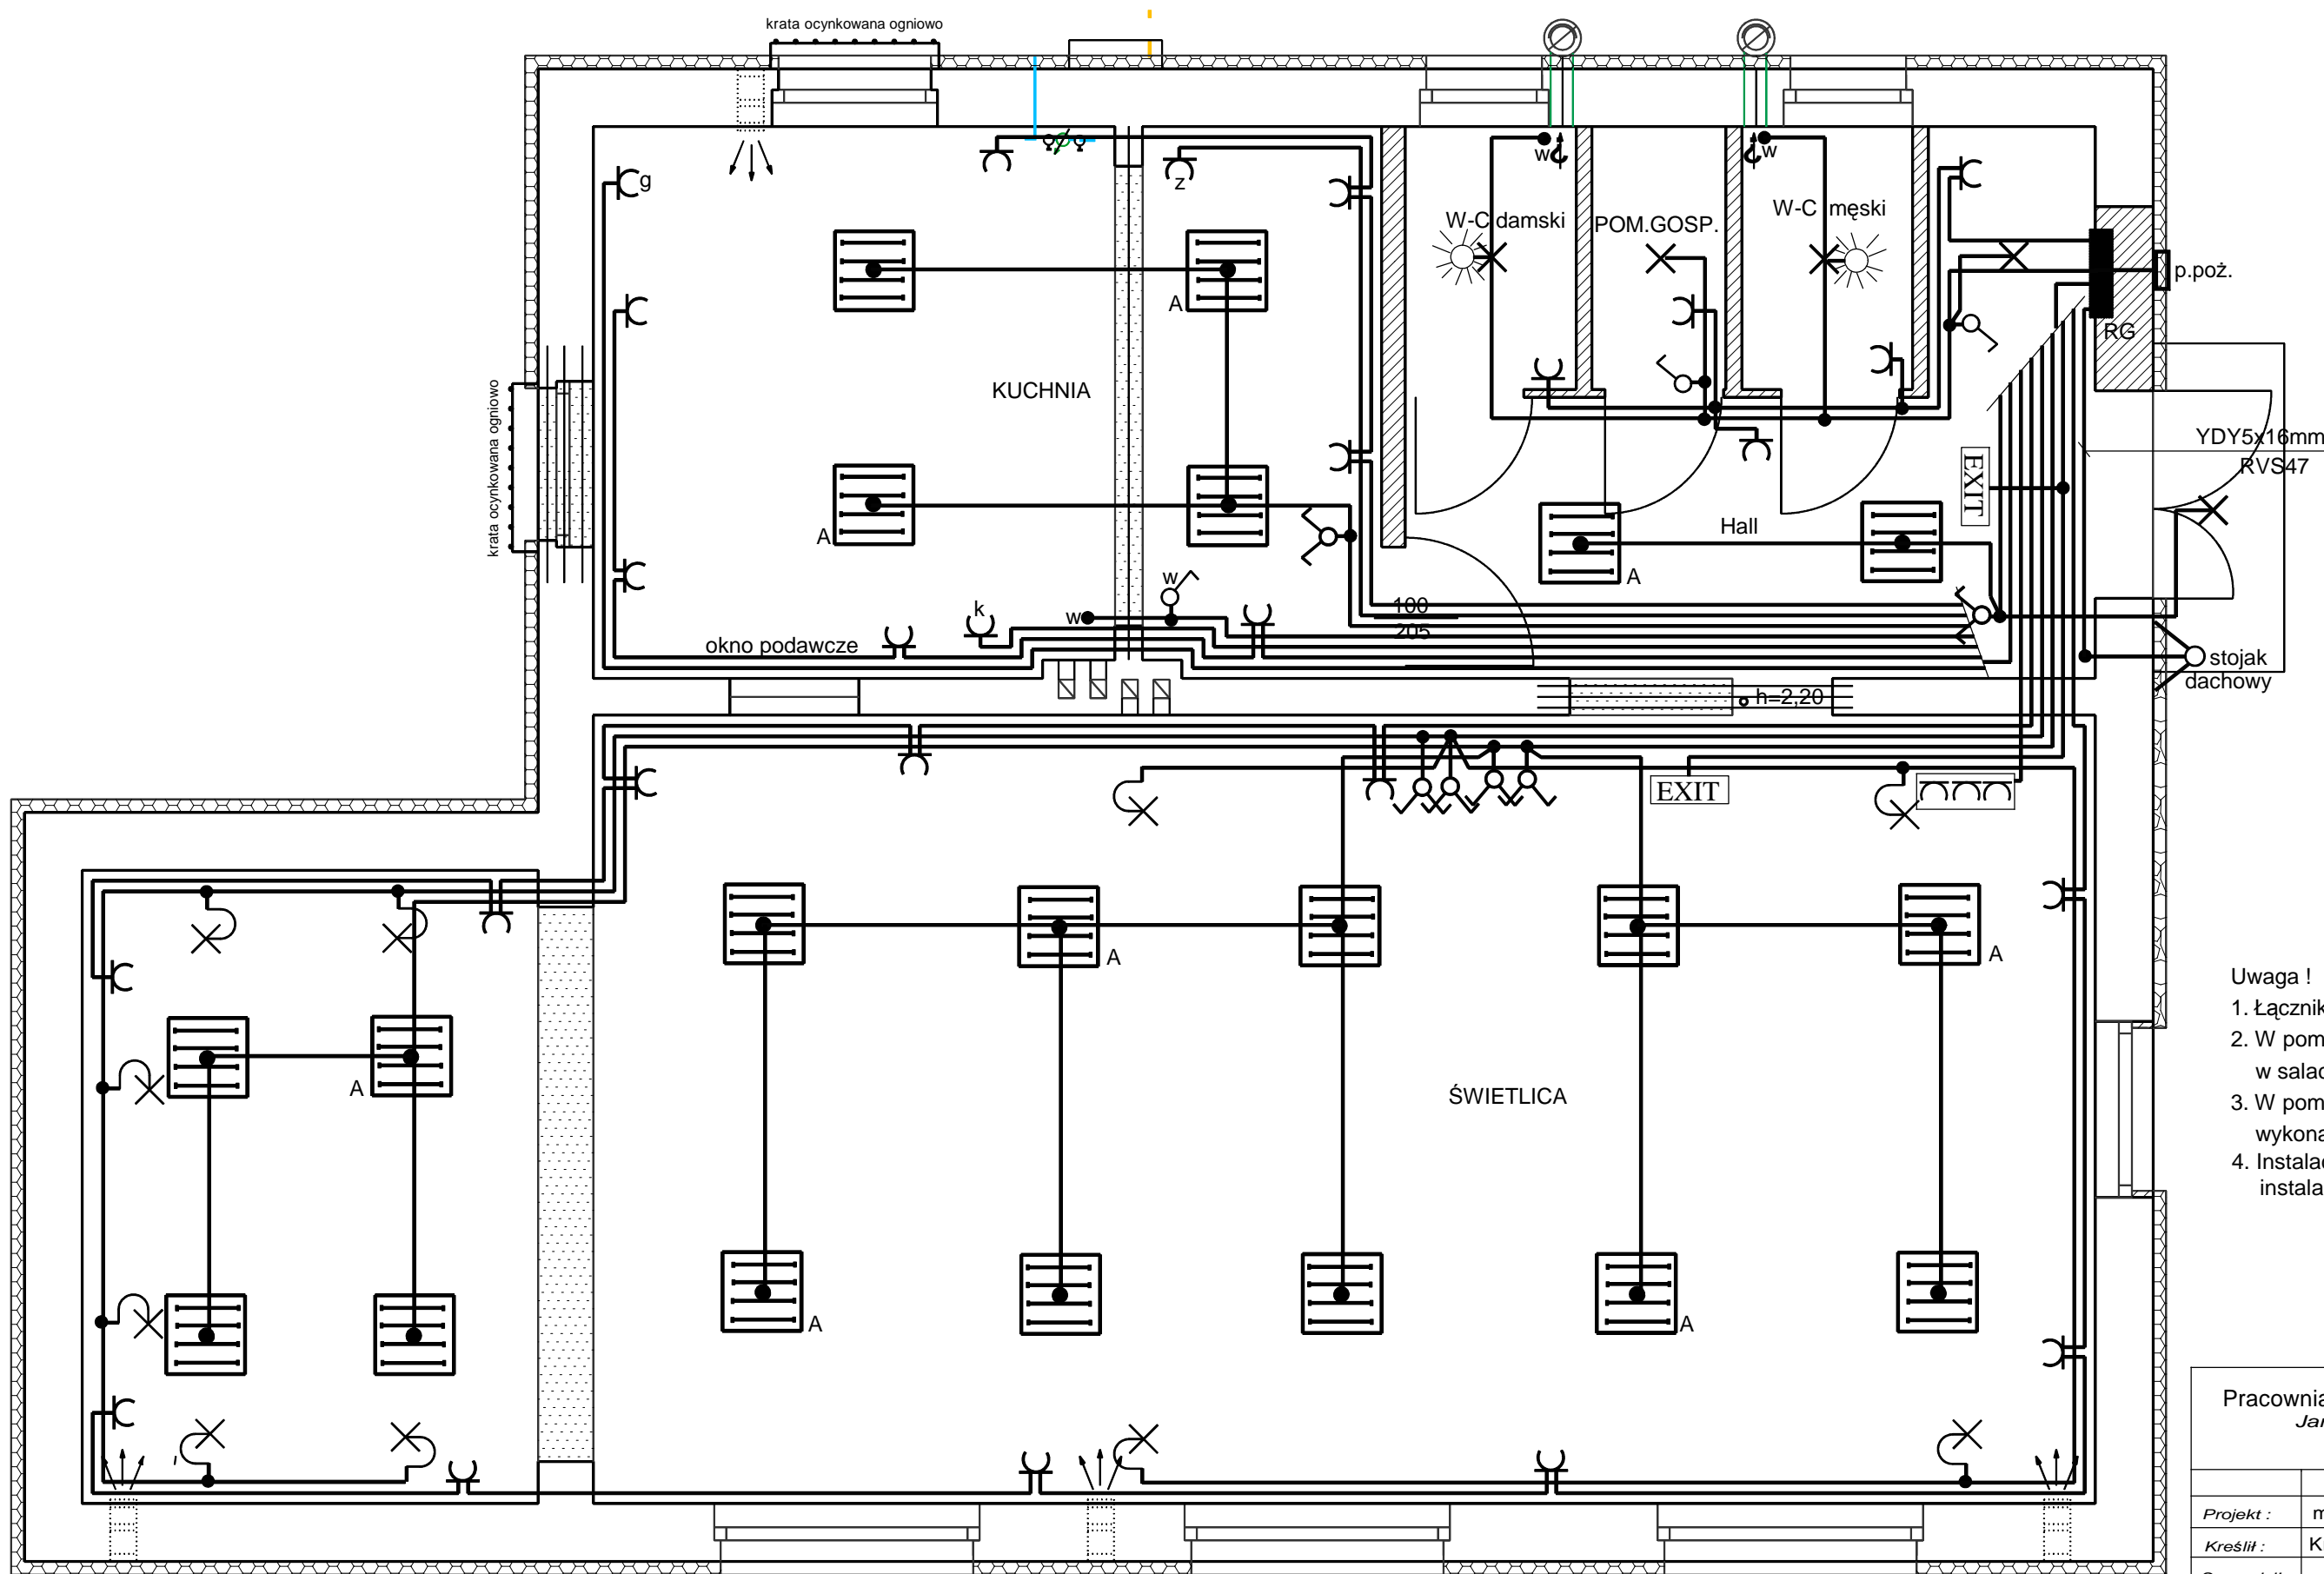 krata ocynkowana ogniowo
g
z
w
w
W-C damski
POM.GOSP.
W-C męski
p.poż.
RG
A
KUCHNIA
krata ocynkowana ogniowo
YDY5x16mm
RVS47
EXIT
Hall
A
A
w
k
w
100
205
okno podawcze
stojak
dachowy
h=2,20
EXIT
A
A
Uwaga !
1. Łącznik
2. W pom
w sala
3. W pom
wykona
4. Instala
instala
A
ŚWIETLICA
A
A
Pracownia
Ja
Projekt :
m
Kreślił :
K